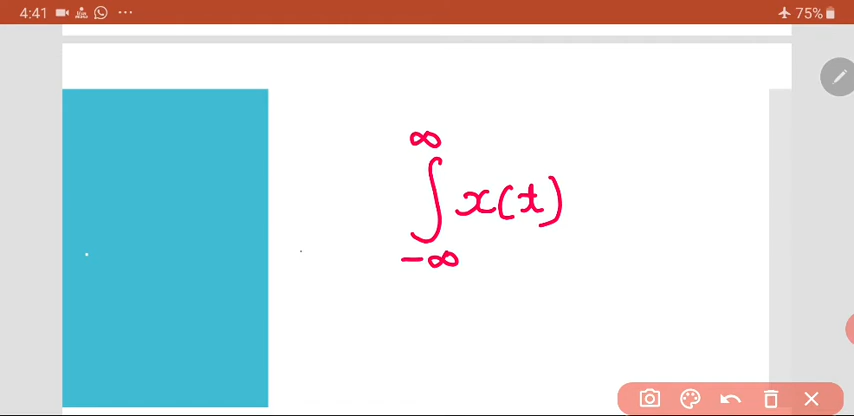 4:41 75%
∞
∫ x(t)
-∞